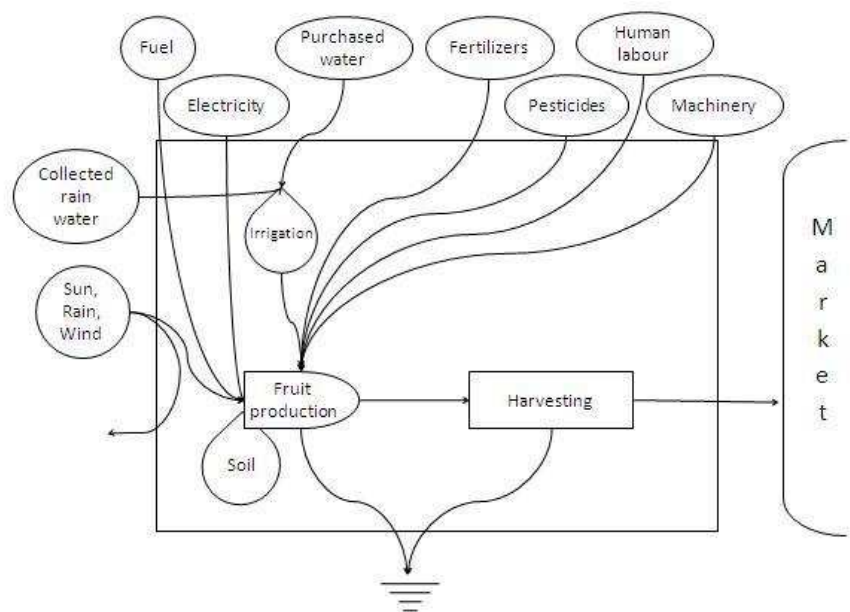 Fuel
Purchased
water
Fertilizers
Human
labour
Electricity
Pesticides
Machinery
Collected
rain
water
Irrigation
Sun,
Rain,
Wind
M
a
r
k
e
t
Fruit
production
Harvesting
Soil